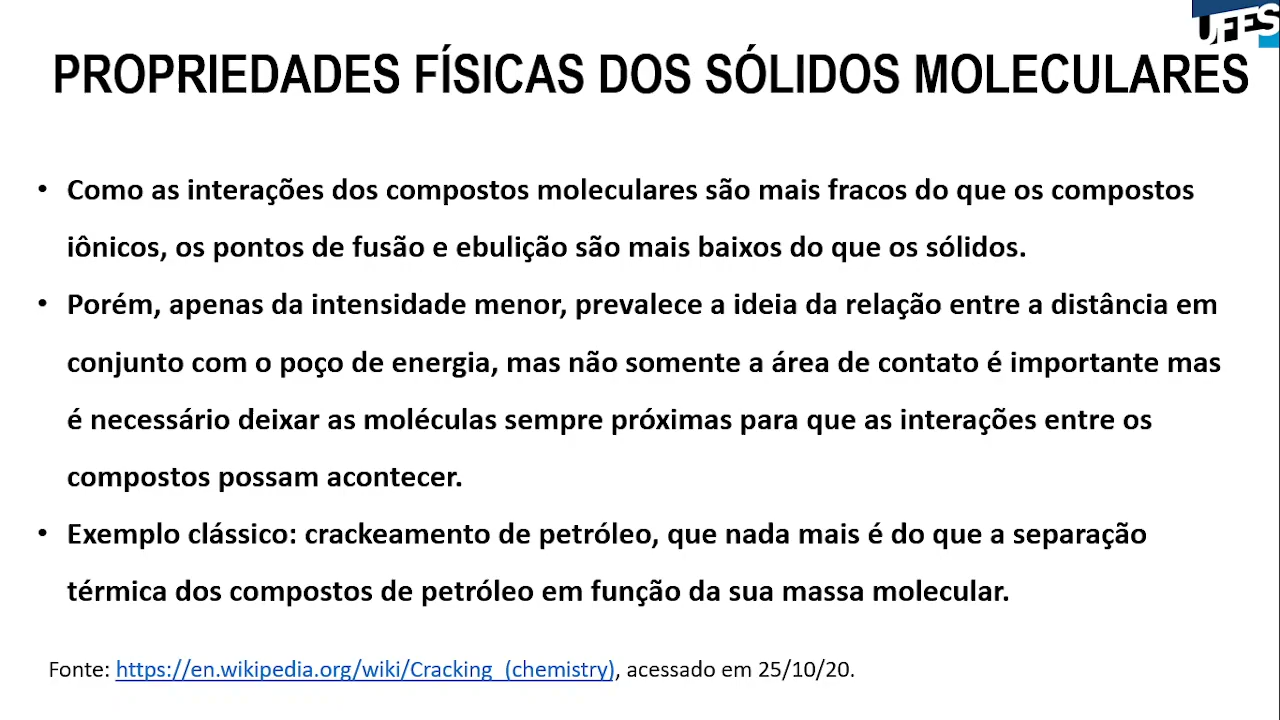 UFFS
PROPRIEDADES FÍSICAS DOS SÓLIDOS MOLECULARES
• Como as interações dos compostos moleculares são mais fracos do que os compostos
iônicos, os pontos de fusão e ebulição são mais baixos do que os sólidos.
• Porém, apenas da intensidade menor, prevalece a ideia da relação entre a distância em
conjunto com o poço de energia, mas não somente a área de contato é importante mas
é necessário deixar as moléculas sempre próximas para que as interações entre os
compostos possam acontecer.
• Exemplo clássico: crackeamento de petróleo, que nada mais é do que a separação
térmica dos compostos de petróleo em função da sua massa molecular.
Fonte: https://en.wikipedia.org/wiki/Cracking_(chemistry), acessado em 25/10/20.